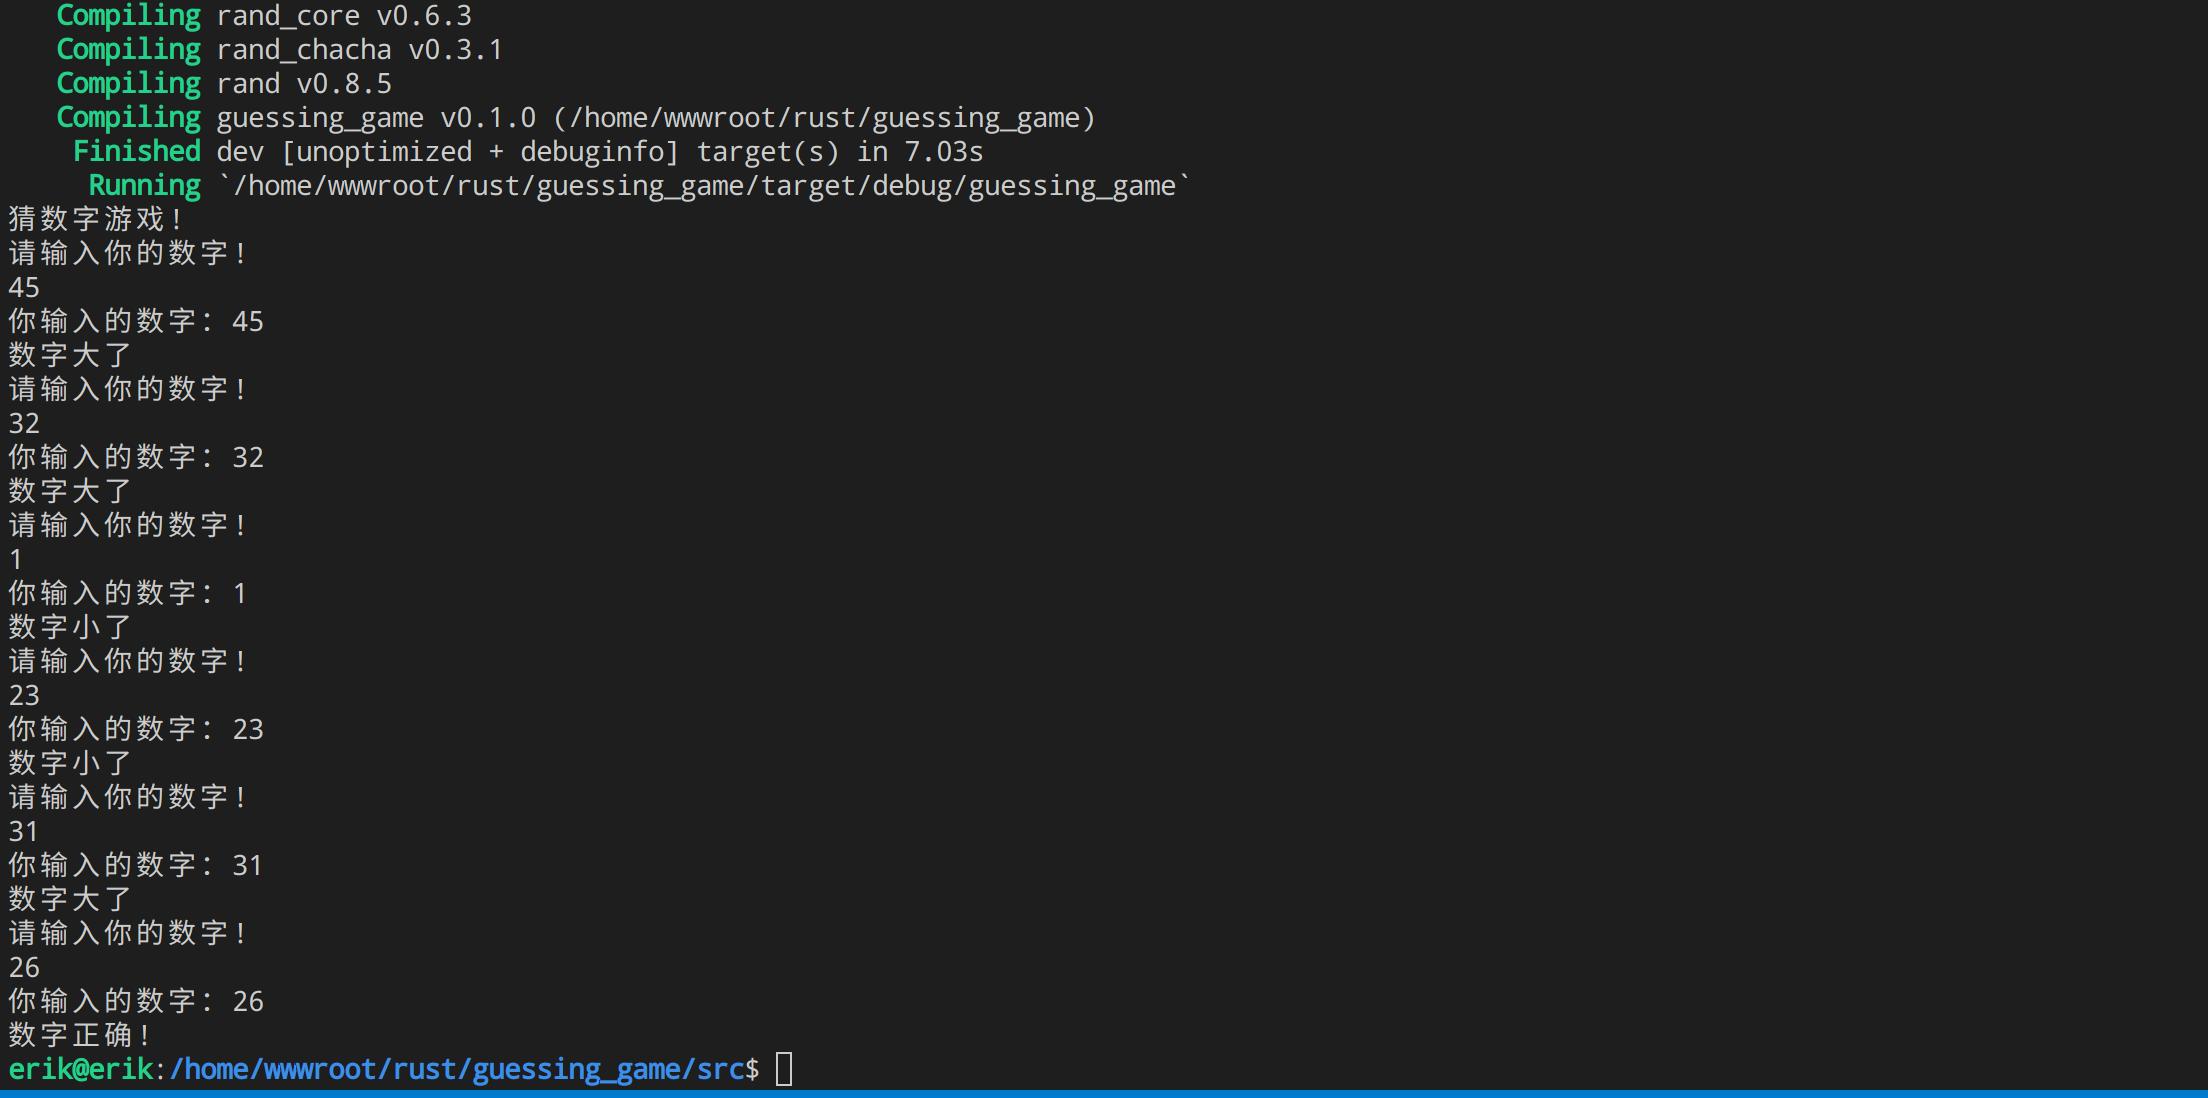 Compiling rand_core v0.6.3
Compiling rand_chacha v0.3.1
Compiling rand v0.8.5
Compiling guessing_game v0.1.0 (/home/wwwroot/rust/guessing_game)
Finished dev [unoptimized + debuginfo] target(s) in 7.03s
Running `/home/wwwroot/rust/guessing_game/target/debug/guessing_game`
猜数字游戏!
请输入你的数字!
45
你输入的数字: 45
数字大了
请输入你的数字!
32
你输入的数字: 32
数字大了
请输入你的数字!
1
你输入的数字: 1
数字小了
请输入你的数字!
23
你输入的数字: 23
数字小了
请输入你的数字!
31
你输入的数字: 31
数字大了
请输入你的数字!
26
你输入的数字: 26
数字正确!
erik@erik:/home/wwwroot/rust/guessing_game/src$